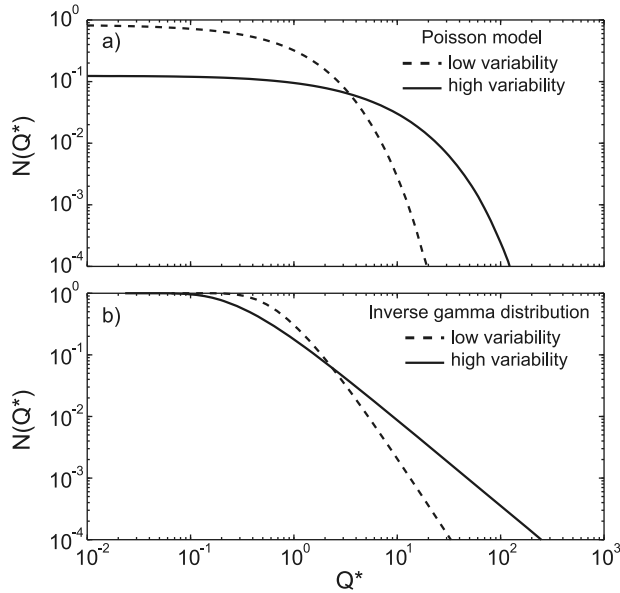 10^0
a)
Poisson model
low variability
high variability
10^-1
N(Q*)
10^-2
10^-3
10^-4
10^0
b)
Inverse gamma distribution
low variability
high variability
10^-1
N(Q*)
10^-2
10^-3
10^-4
10^-2 10^-1 10^0 10^1 10^2 10^3
Q*